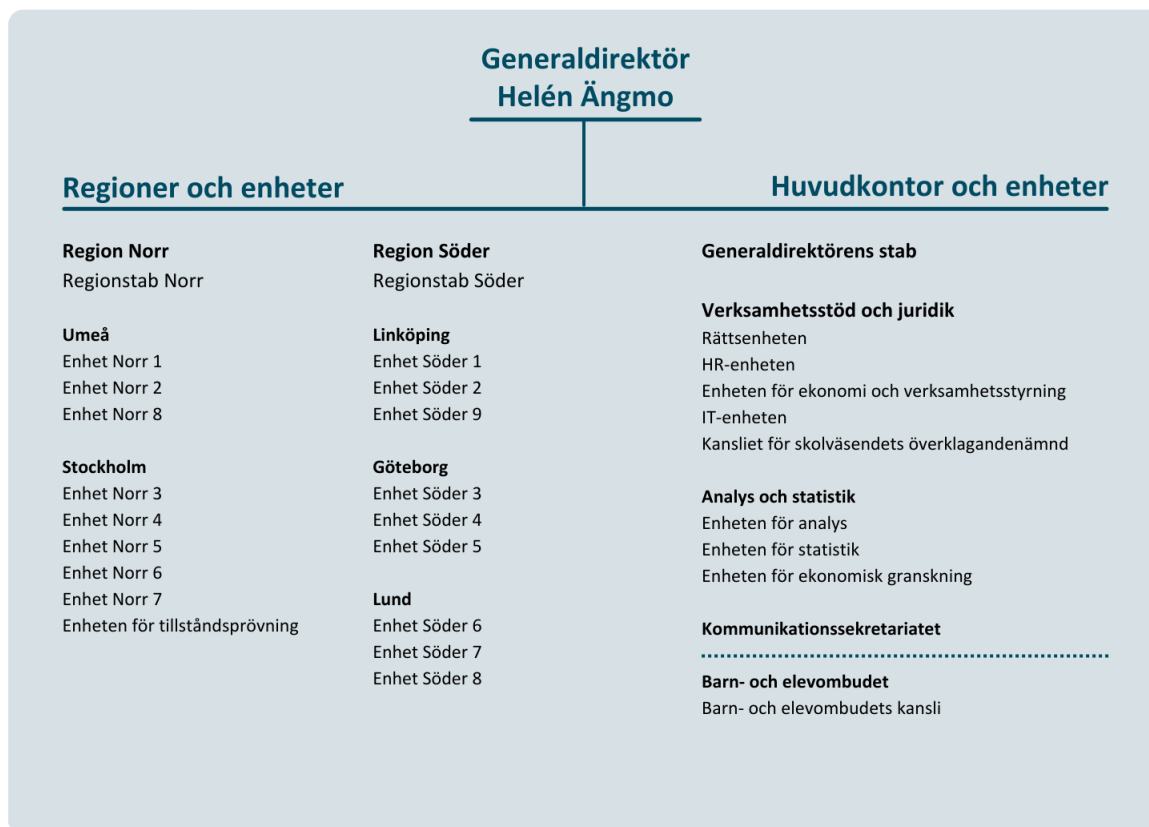 Generaldirektör
Helén Ängmo
Regioner och enheter
Region Norr
Regionstab Norr
Umeå
Enhet Norr 1
Enhet Norr 2
Enhet Norr 8
Stockholm
Enhet Norr 3
Enhet Norr 4
Enhet Norr 5
Enhet Norr 6
Enhet Norr 7
Enheten för tillståndsprövning
Region Söder
Regionstab Söder
Linköping
Enhet Söder 1
Enhet Söder 2
Enhet Söder 9
Göteborg
Enhet Söder 3
Enhet Söder 4
Enhet Söder 5
Lund
Enhet Söder 6
Enhet Söder 7
Enhet Söder 8
Huvudkontor och enheter
Generaldirektörens stab
Verksamhetsstöd och juridik
Rättsenheten
HR-enheten
Enheten för ekonomi och verksamhetsstyrning
IT-enheten
Kansliet för skolväsendets överklagandenämnd
Analys och statistik
Enheten för analys
Enheten för statistik
Enheten för ekonomisk granskning
Kommunikationssekretariatet
Barn- och elevombudet
Barn- och elevombudets kansli